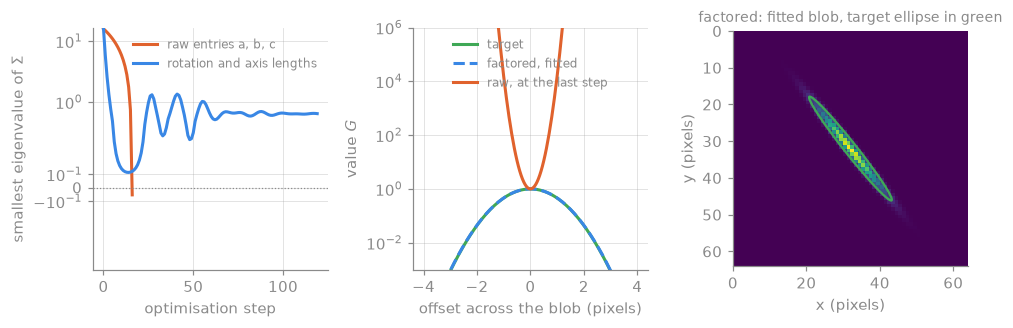 factored: fitted blob, target ellipse in green
smallest eigenvalue of Σ
10¹
10⁰
10⁻¹
0
−10⁻¹
raw entries a, b, c
rotation and axis lengths
0
50
100
optimisation step
value G
10⁶
10⁴
10²
10⁰
10⁻²
target
factored, fitted
raw, at the last step
−4
−2
0
2
4
offset across the blob (pixels)
y (pixels)
0
10
20
30
40
50
60
0
20
40
60
x (pixels)